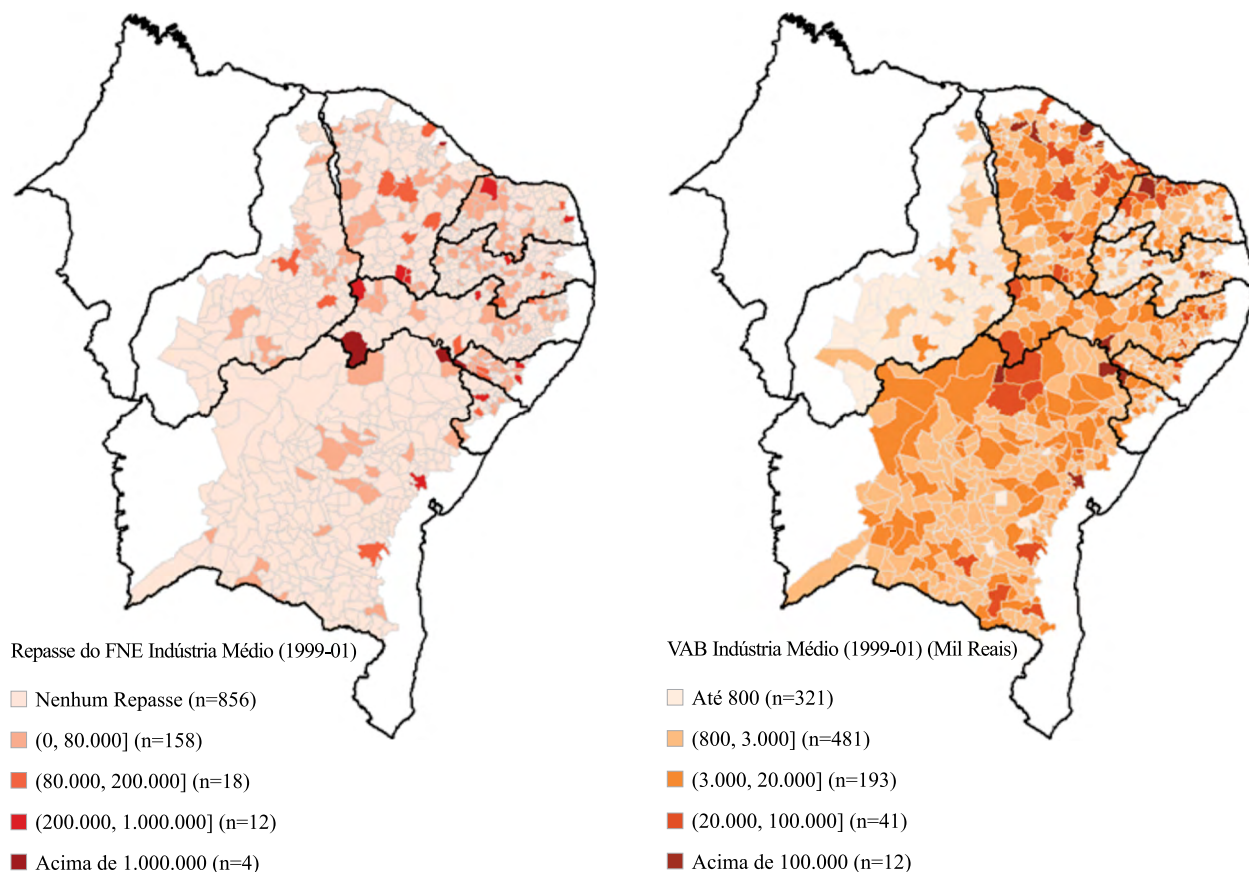 Repasse do FNE Indústria Médio (1999-01)
Nenhum Repasse (n=856)
(0, 80.000] (n=158)
(80.000, 200.000] (n=18)
(200.000, 1.000.000] (n=12)
Acima de 1.000.000 (n=4)
VAB Indústria Médio (1999-01) (Mil Reais)
Até 800 (n=321)
(800, 3.000] (n=481)
(3.000, 20.000] (n=193)
(20.000, 100.000] (n=41)
Acima de 100.000 (n=12)